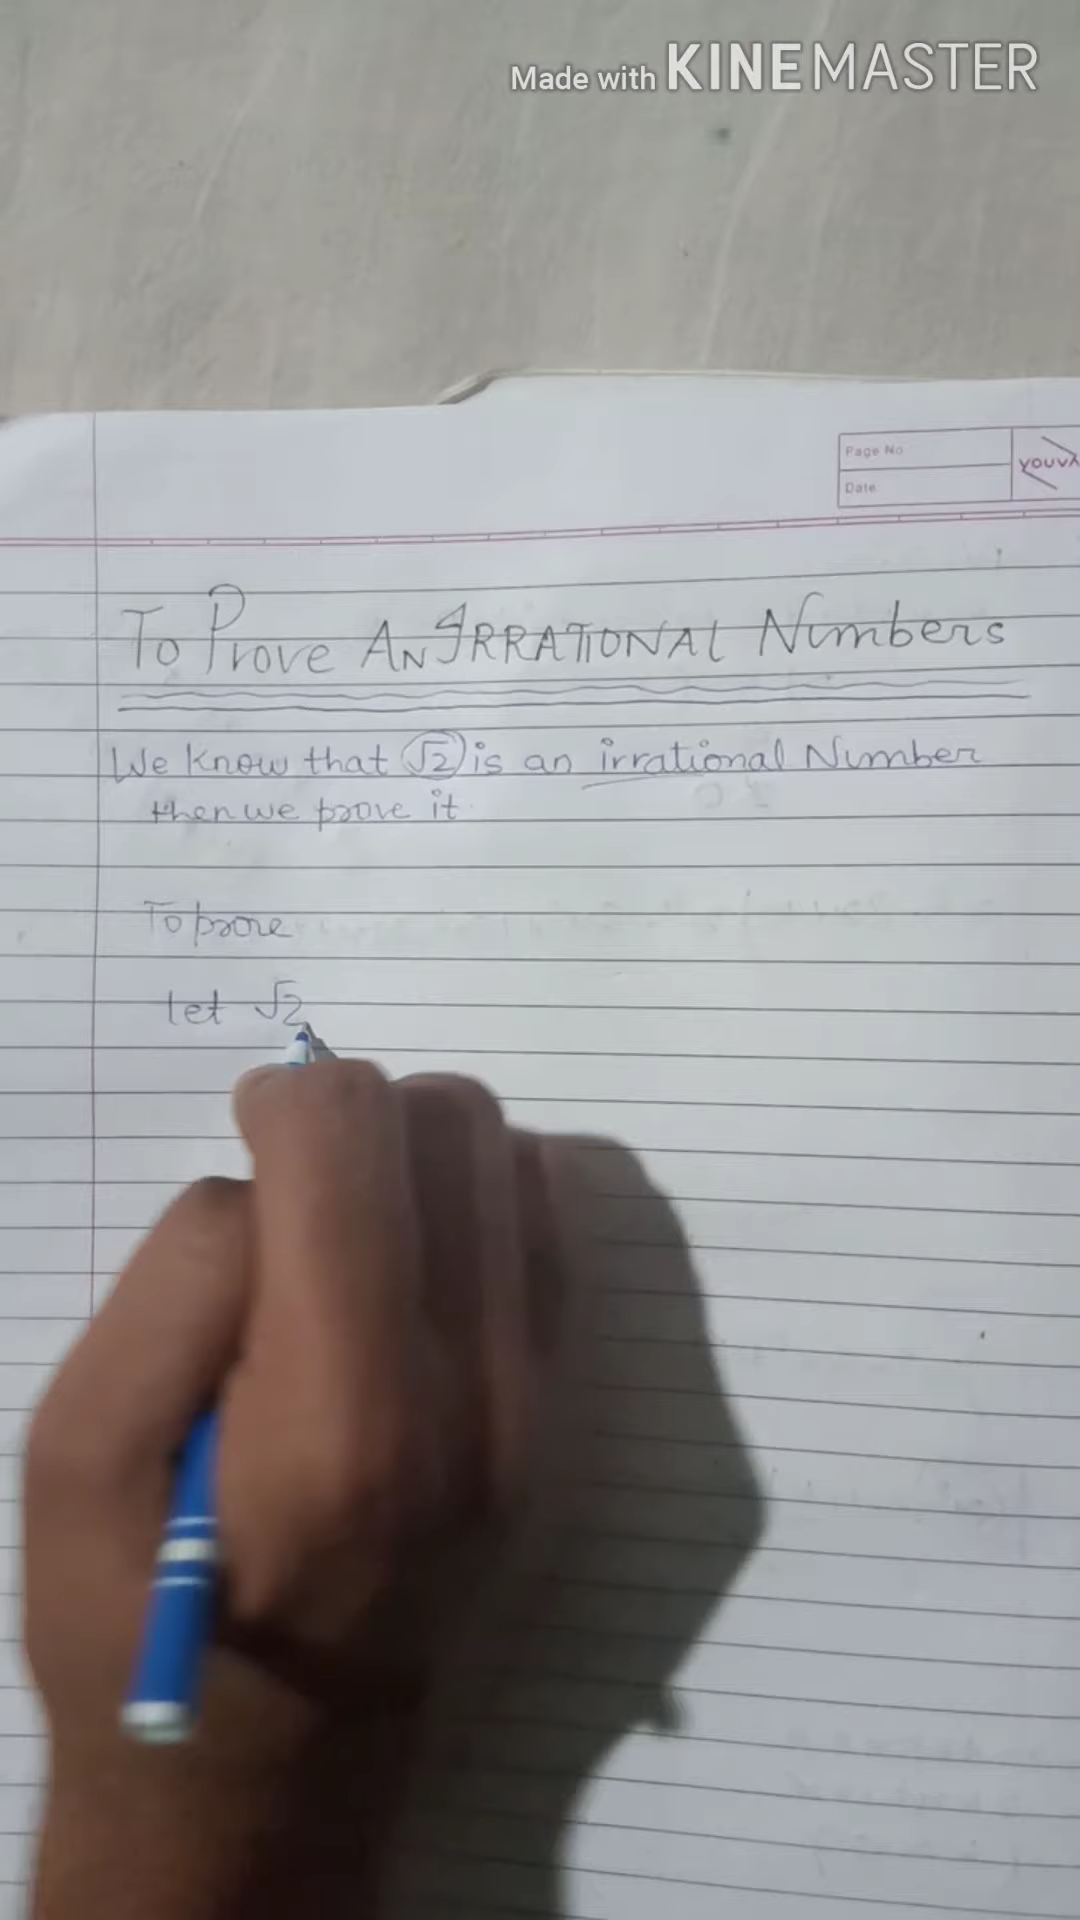 Made with KINEMASTER
Page No
Date
YOUVA
To Prove AN IRRATIONAL Numbers
We know that √2 is an irrational Number
then we prove it
To prove
let √2